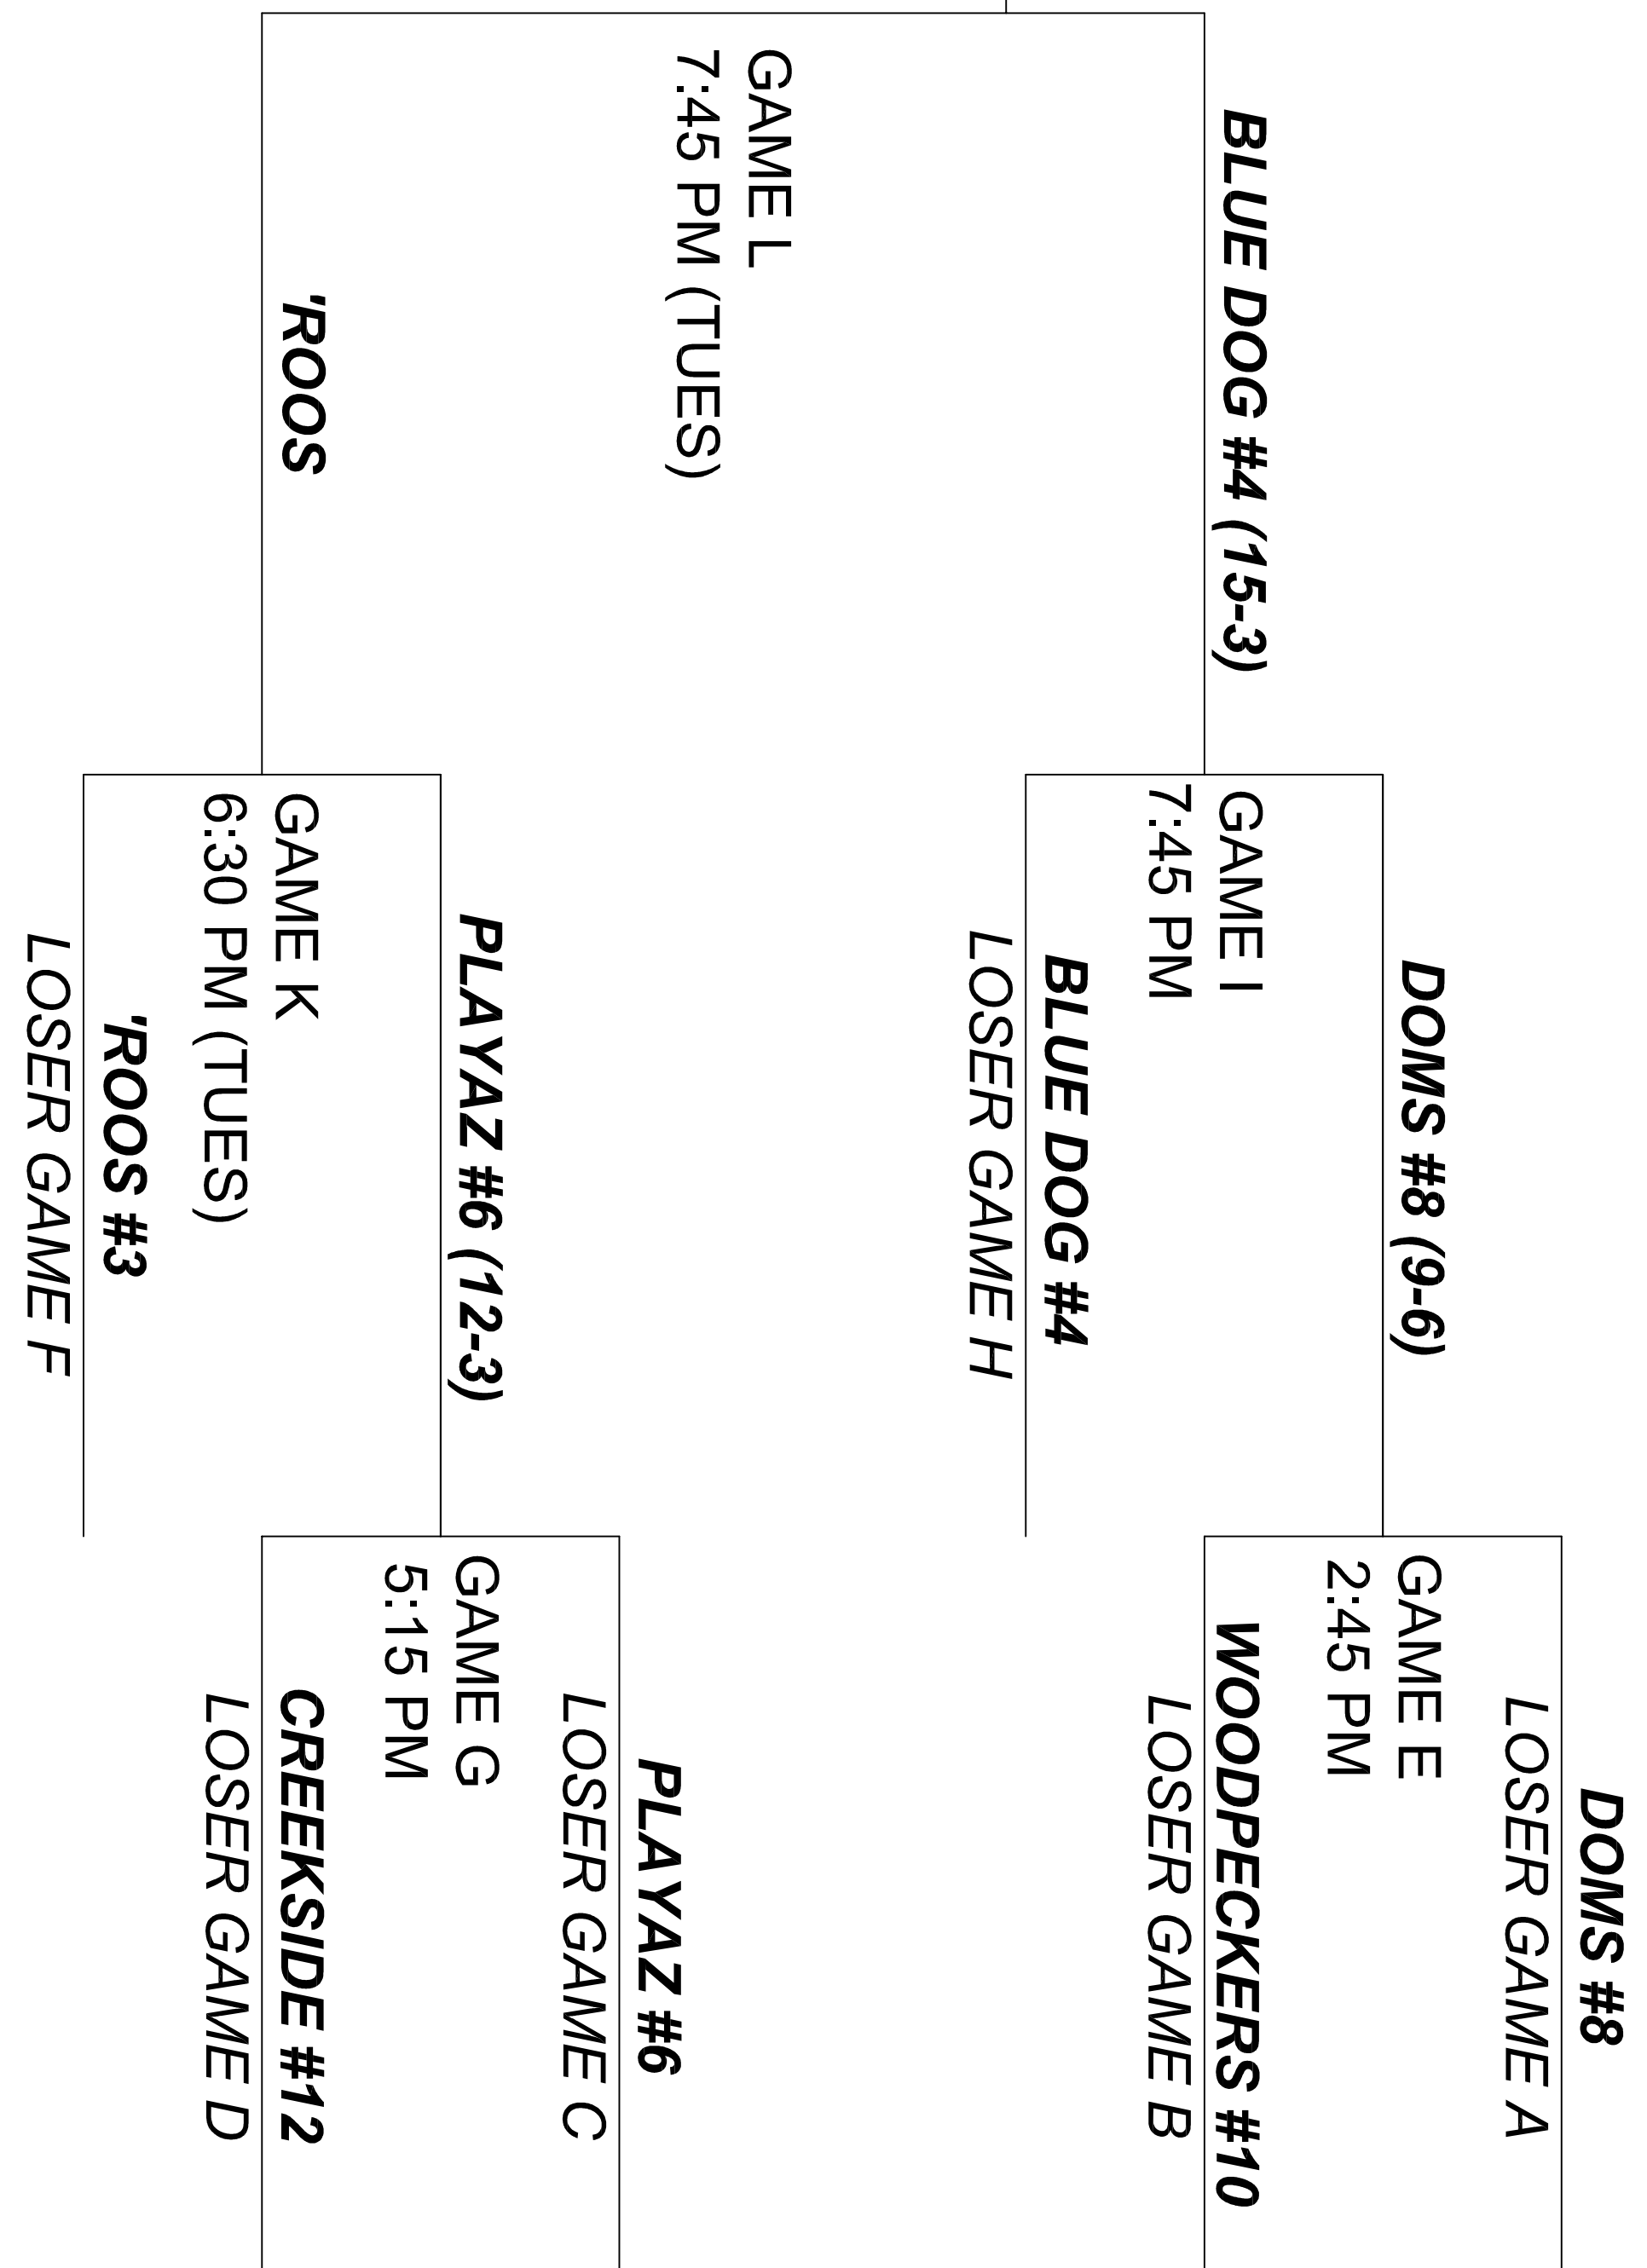 DOMS #8
LOSER GAME A
DOMS #8 (9-6)
GAME E
2:45 PM
WOODPECKERS #10
LOSER GAME B
BLUE DOG #4 (15-3)
GAME I
7:45 PM
BLUE DOG #4
LOSER GAME H
GAME L
7:45 PM (TUES)
PLAYAZ #6
LOSER GAME C
PLAYAZ #6 (12-3)
GAME G
5:15 PM
CREEKSIDE #12
LOSER GAME D
'ROOS
GAME K
6:30 PM (TUES)
'ROOS #3
LOSER GAME F